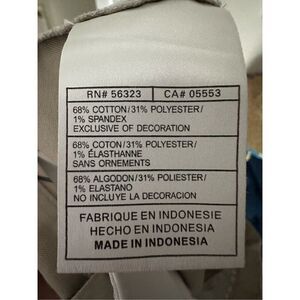 RN# 56323 CA# 05553
68% COTTON/31% POLYESTER/
1% SPANDEX
EXCLUSIVE OF DECORATION
68% COTON/31% POLYESTER/
1% ÉLASTHANNE
SANS ORNEMENTS
68% ALGODON/31% POLIESTER/
1% ELASTANO
NO INCLUYE LA DECORACION
FABRIQUE EN INDONESIE
HECHO EN INDONESIA
MADE IN INDONESIA